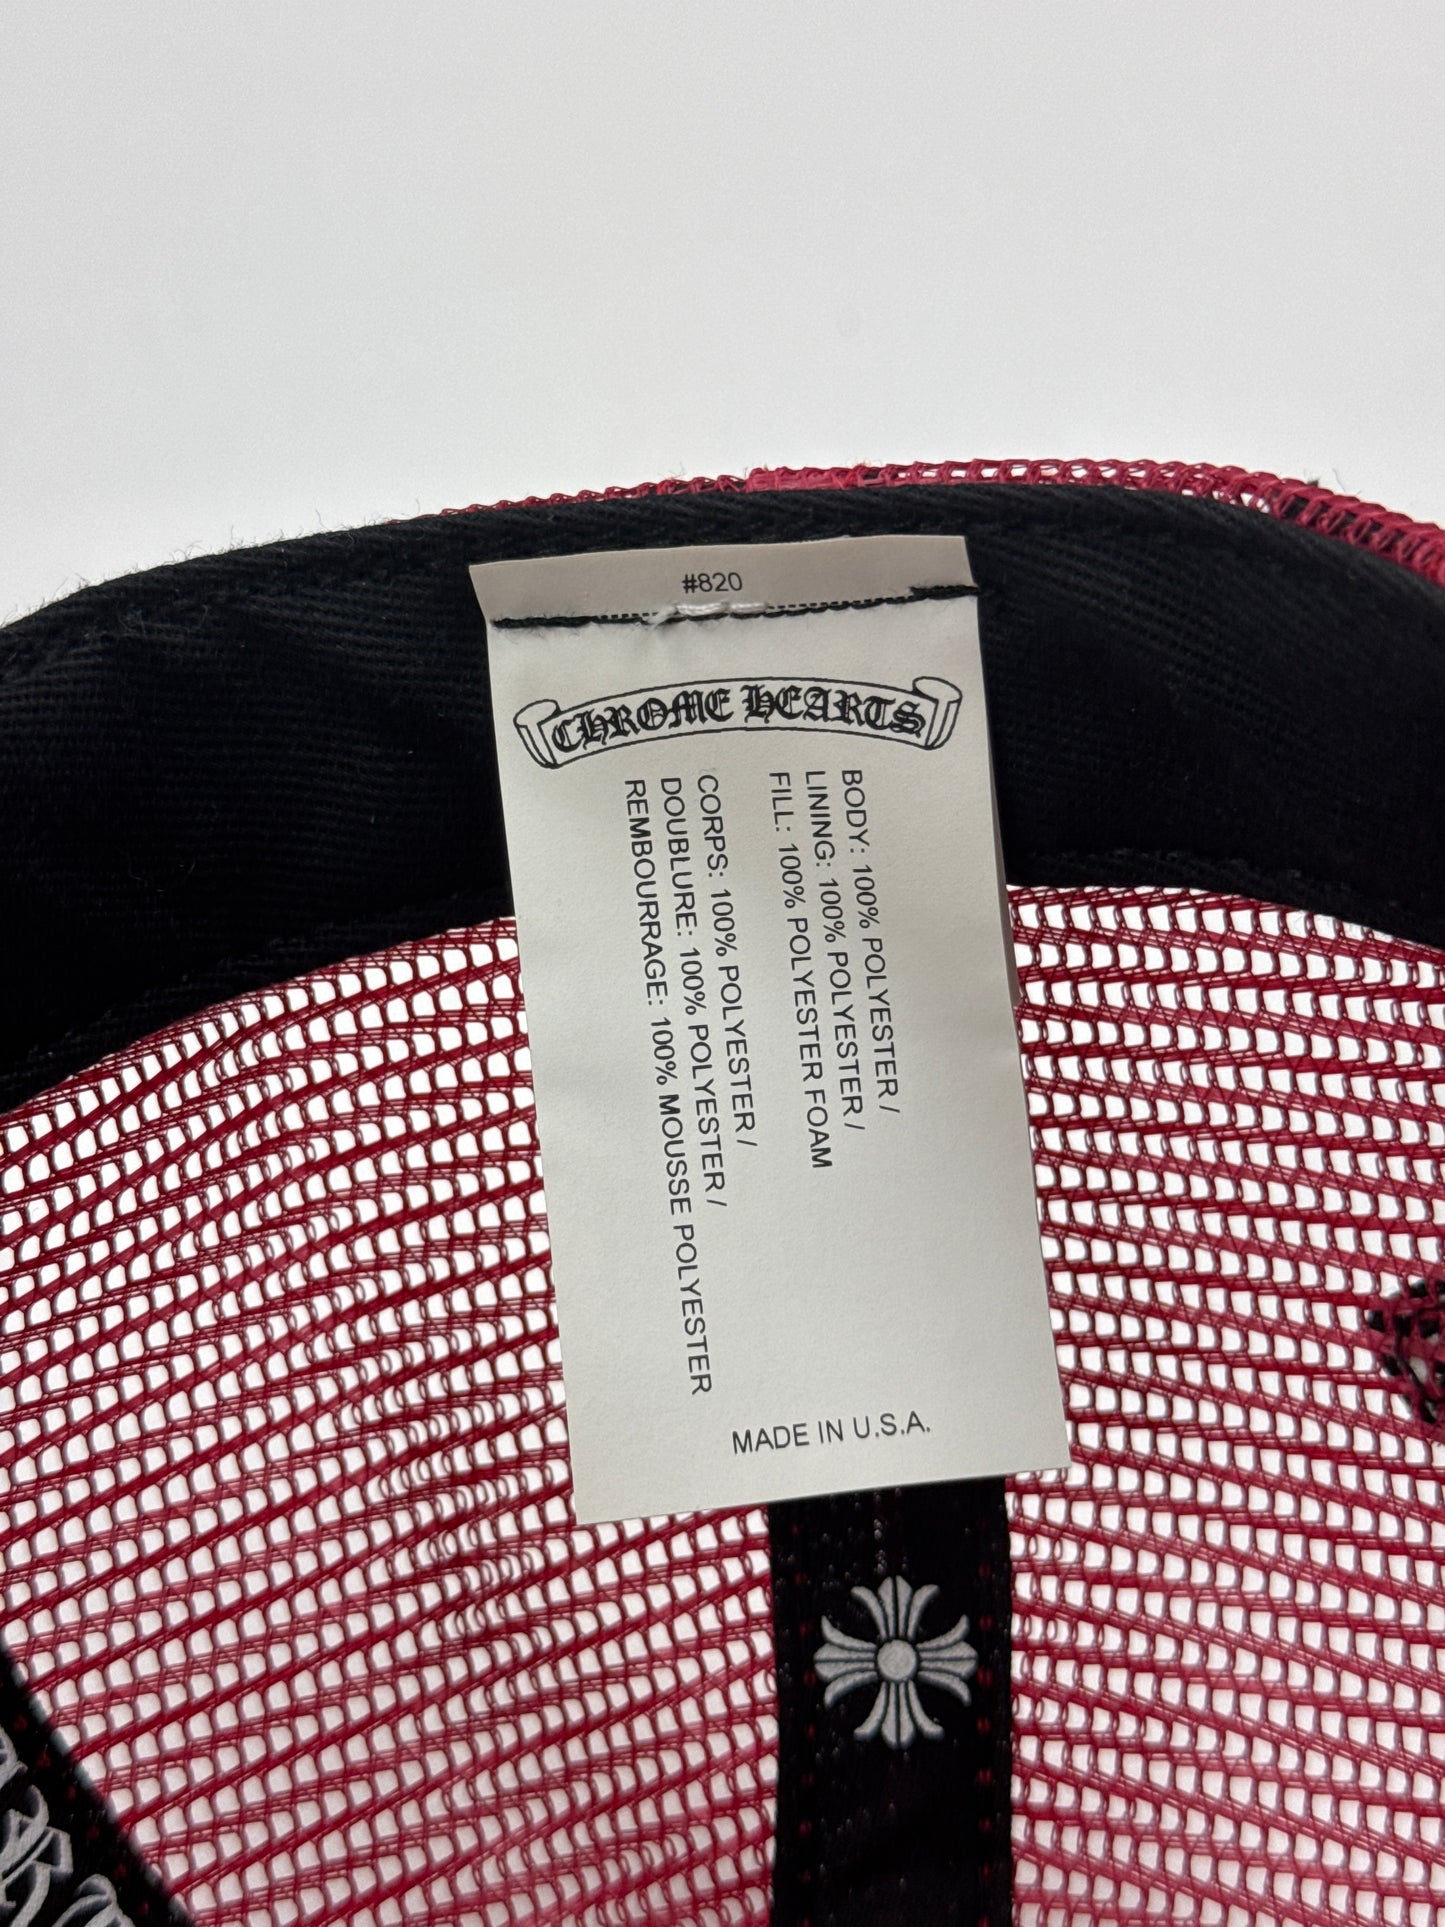 #820
CHROME HEARTS
BODY: 100% POLYESTER /
LINING: 100% POLYESTER /
FILL: 100% POLYESTER FOAM
CORPS: 100% POLYESTER /
DOUBLURE: 100% POLYESTER /
REMBOURRAGE: 100% MOUSSE POLYESTER
MADE IN U.S.A.